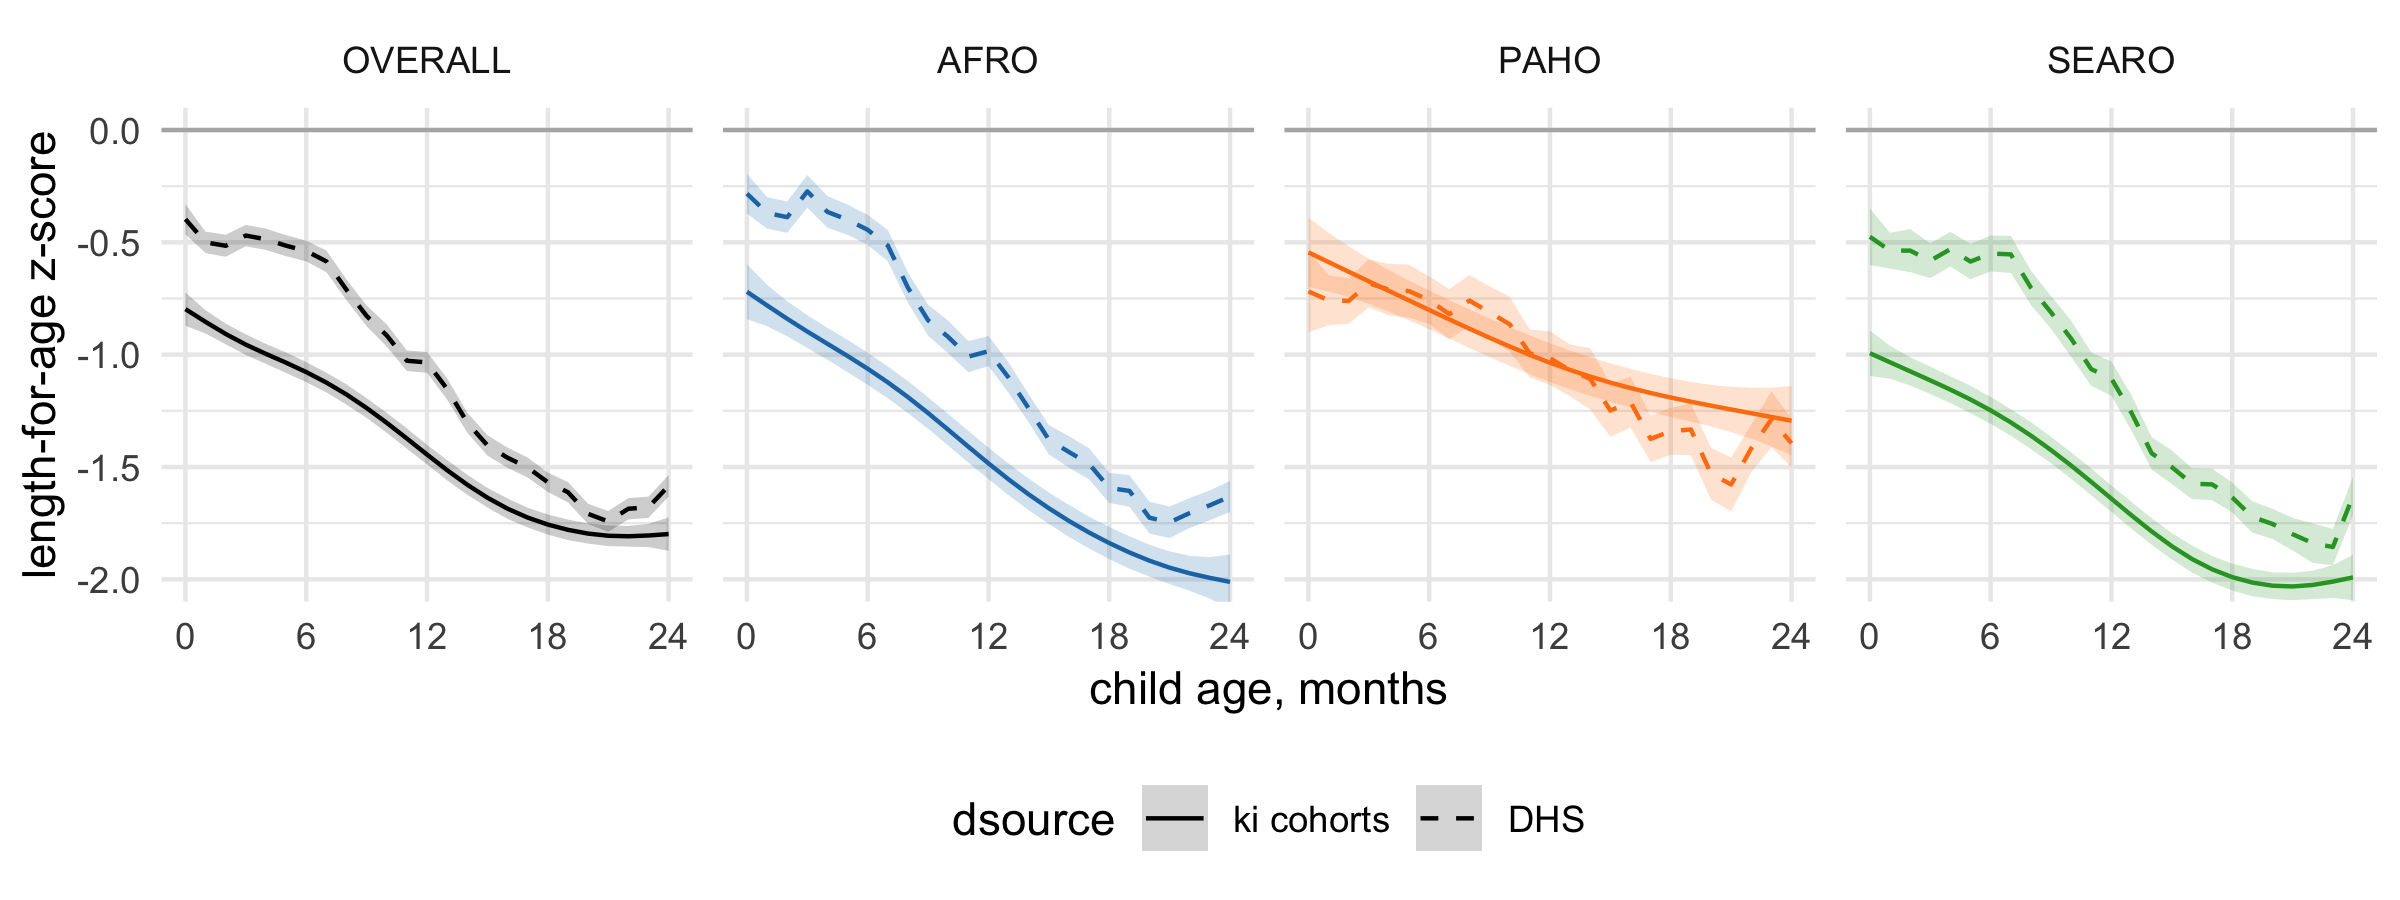 OVERALL AFRO PAHO SEARO
length-for-age z-score
0.0
-0.5
-1.0
-1.5
-2.0
0 6 12 18 24 0 6 12 18 24 0 6 12 18 24 0 6 12 18 24
child age, months
dsource ki cohorts DHS